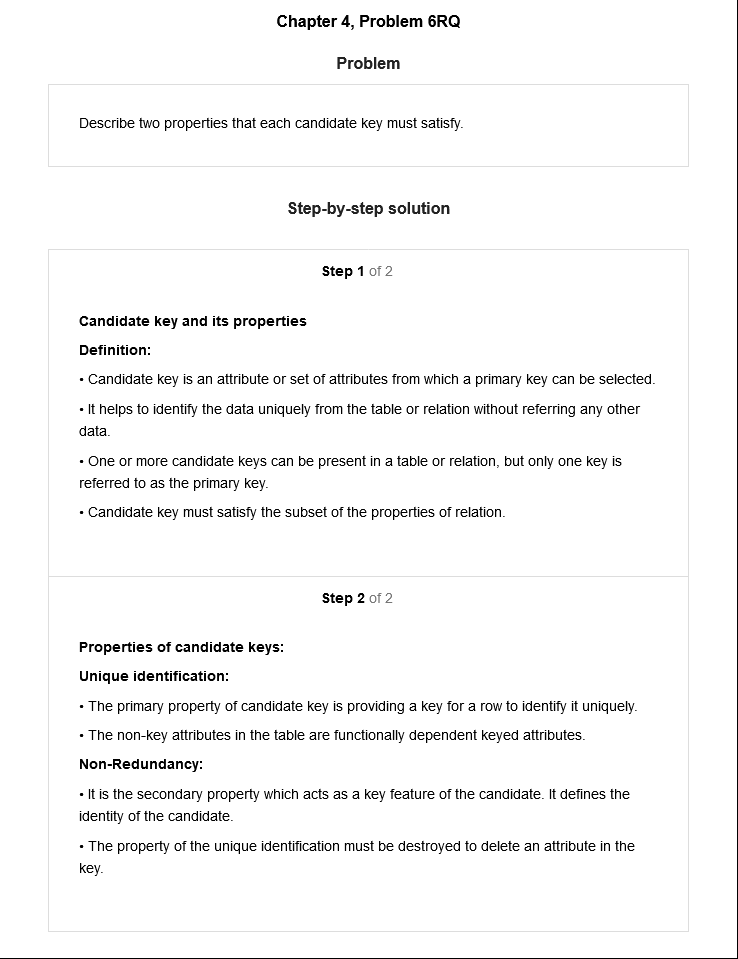 Chapter 4, Problem 6RQ
Problem
Describe two properties that each candidate key must satisfy.
Step-by-step solution
Step 1 of 2
Candidate key and its properties
Definition:
• Candidate key is an attribute or set of attributes from which a primary key can be selected.
• It helps to identify the data uniquely from the table or relation without referring any other
data.
• One or more candidate keys can be present in a table or relation, but only one key is
referred to as the primary key.
• Candidate key must satisfy the subset of the properties of relation.
Step 2 of 2
Properties of candidate keys:
Unique identification:
• The primary property of candidate key is providing a key for a row to identify it uniquely.
• The non-key attributes in the table are functionally dependent keyed attributes.
Non-Redundancy:
• It is the secondary property which acts as a key feature of the candidate. It defines the
identity of the candidate.
• The property of the unique identification must be destroyed to delete an attribute in the
key.